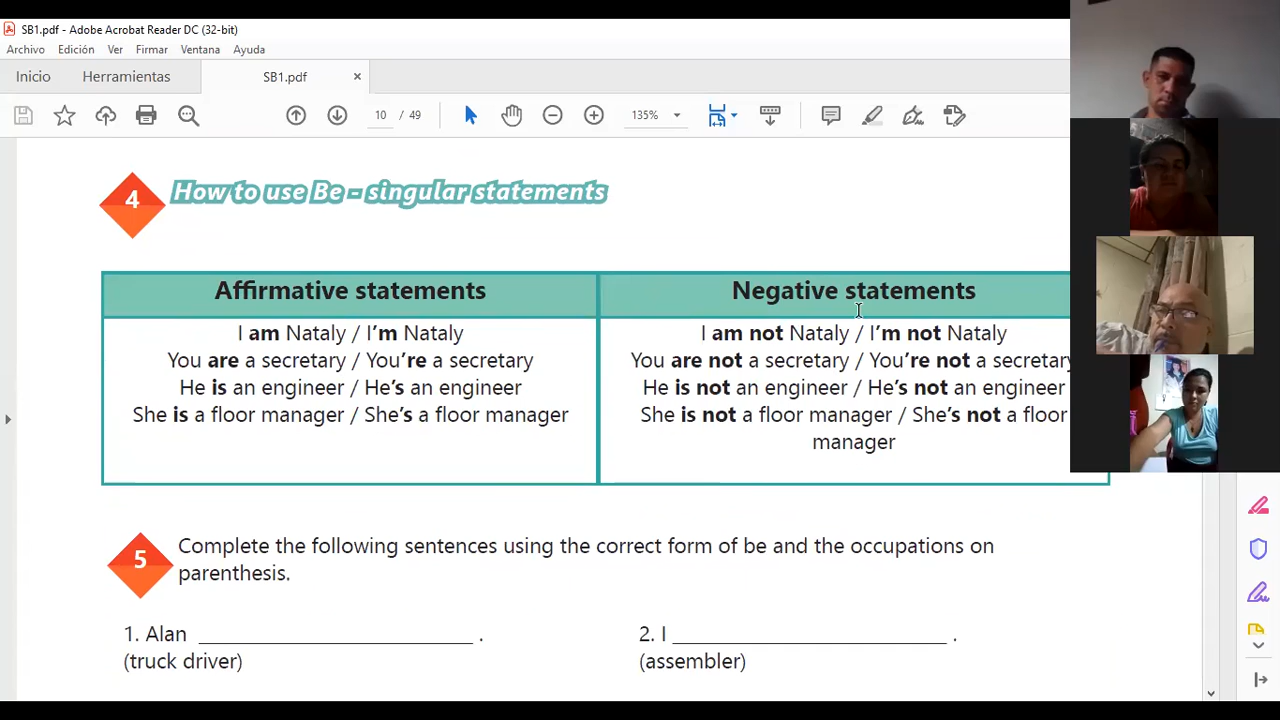 SB1.pdf - Adobe Acrobat Reader DC (32-bit)
Archivo Edición Ver Firmar Ventana Ayuda
Inicio Herramientas SB1.pdf ×
10 / 49 135%
4 How to use Be - singular statements
Affirmative statements
I am Nataly / I'm Nataly
You are a secretary / You're a secretary
He is an engineer / He's an engineer
She is a floor manager / She's a floor manager
Negative statements
I am not Nataly / I'm not Nataly
You are not a secretary / You're not a secretary
He is not an engineer / He's not an engineer
She is not a floor manager / She's not a floor
manager
5 Complete the following sentences using the correct form of be and the occupations on
parenthesis.
1. Alan _________________________ .
(truck driver)
2. I _________________________ .
(assembler)